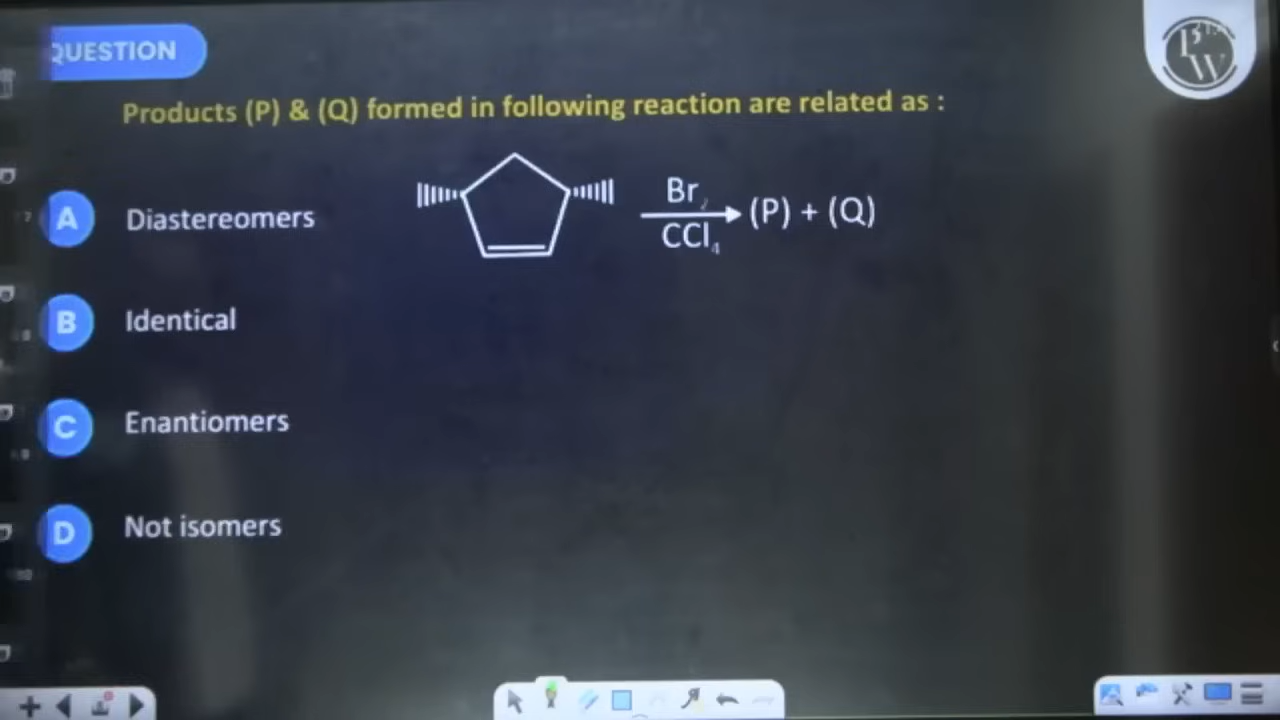 QUESTION
Products (P) & (Q) formed in following reaction are related as :
A Diastereomers
Br2
CCl4
(P) + (Q)
B Identical
C Enantiomers
D Not isomers